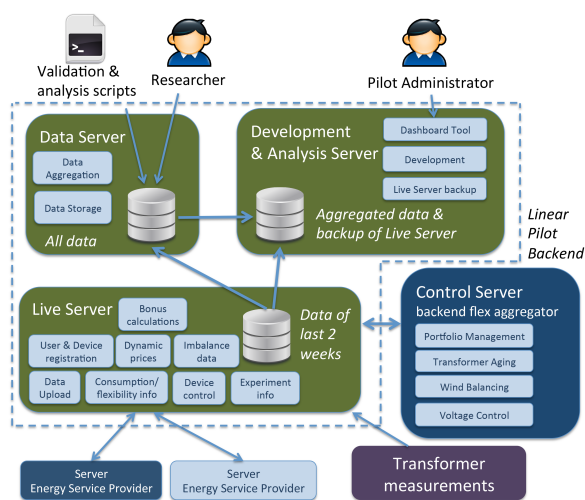 >_
Validation &
analysis scripts
Researcher
Pilot Administrator
Data Server
Data
Aggregation
Data Storage
All data
Development
& Analysis Server
Dashboard Tool
Development
Live Server backup
Aggregated data &
backup of Live Server
Linear
Pilot
Backend
Live Server
Bonus
calculations
User & Device
registration
Dynamic
prices
Imbalance
data
Data
Upload
Consumption/
flexibility info
Device
control
Experiment
info
Data of
last 2
weeks
Control Server
backend flex aggregator
Portfolio Management
Transformer Aging
Wind Balancing
Voltage Control
Server
Energy Service Provider
Server
Energy Service Provider
Transformer
measurements